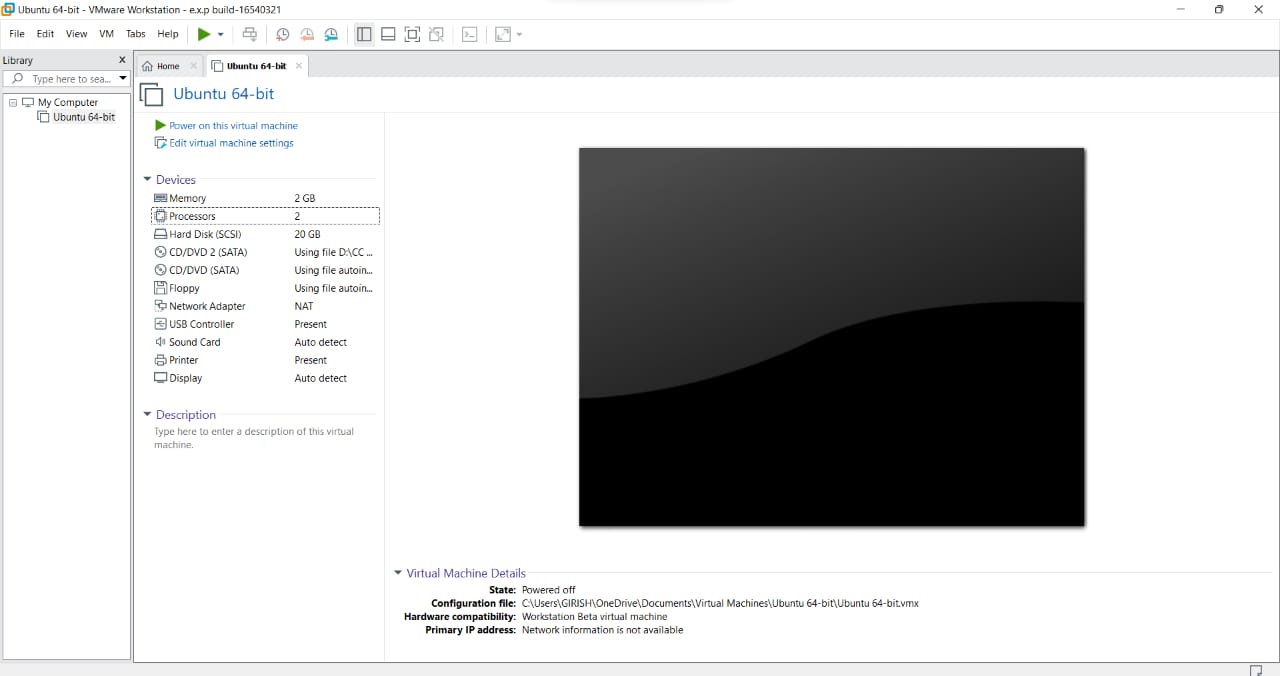 Ubuntu 64-bit - VMware Workstation - e.x.p build-16540321
File Edit View VM Tabs Help
Library
Type here to sea...
My Computer
Ubuntu 64-bit
Home
Ubuntu 64-bit
Ubuntu 64-bit
Power on this virtual machine
Edit virtual machine settings
Devices
Memory 2 GB
Processors 2
Hard Disk (SCSI) 20 GB
CD/DVD 2 (SATA) Using file D:\CC ...
CD/DVD (SATA) Using file autoin...
Floppy Using file autoin...
Network Adapter NAT
USB Controller Present
Sound Card Auto detect
Printer Present
Display Auto detect
Description
Type here to enter a description of this virtual
machine.
Virtual Machine Details
State: Powered off
Configuration file: C:\Users\GIRISH\OneDrive\Documents\Virtual Machines\Ubuntu 64-bit\Ubuntu 64-bit.vmx
Hardware compatibility: Workstation Beta virtual machine
Primary IP address: Network information is not available